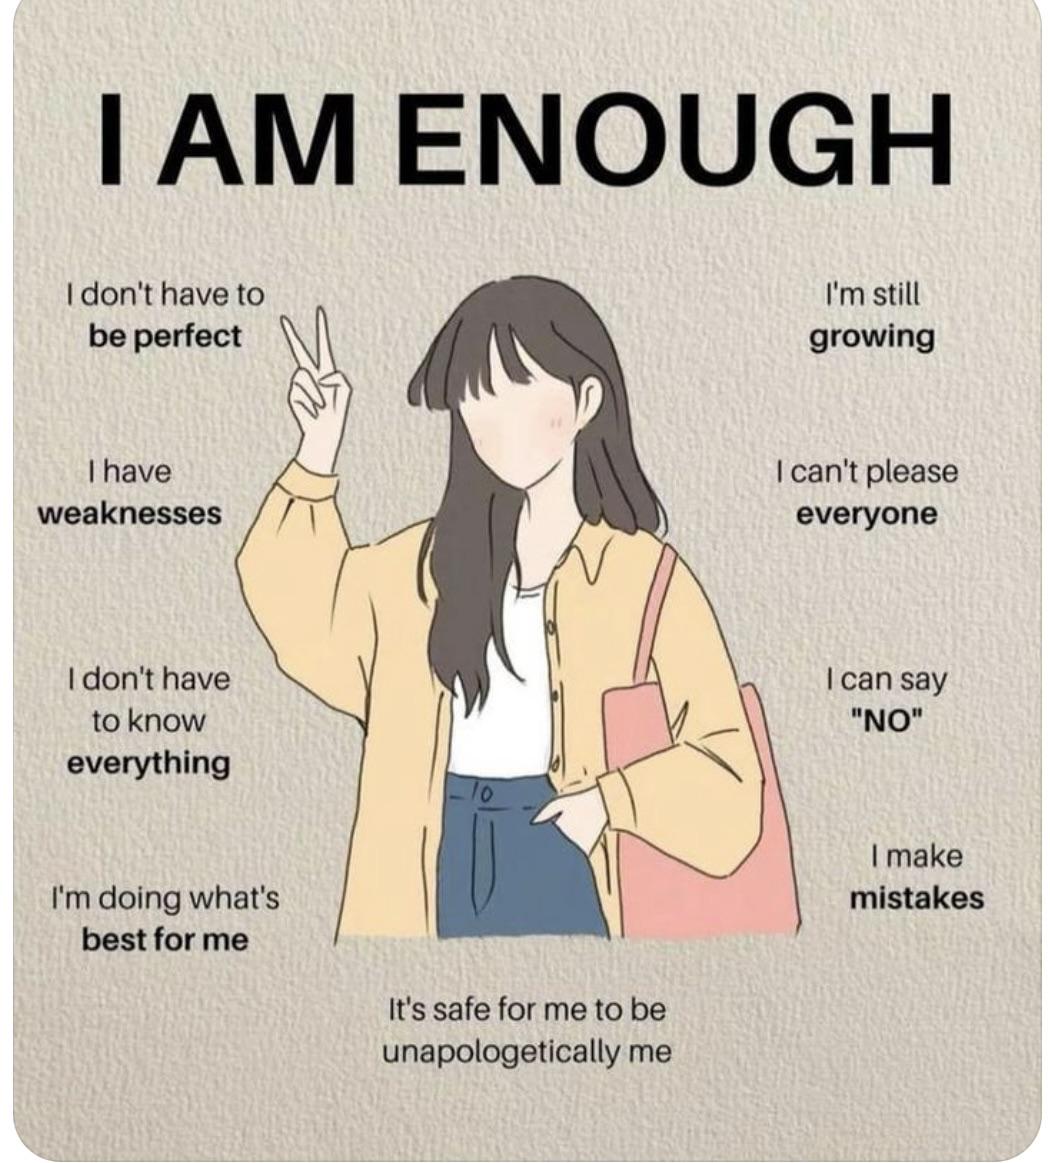 I AM ENOUGH
I don't have to
be perfect
I'm still
growing
I have
weaknesses
I can't please
everyone
I don't have
to know
everything
I can say
"NO"
I'm doing what's
best for me
I make
mistakes
It's safe for me to be
unapologetically me